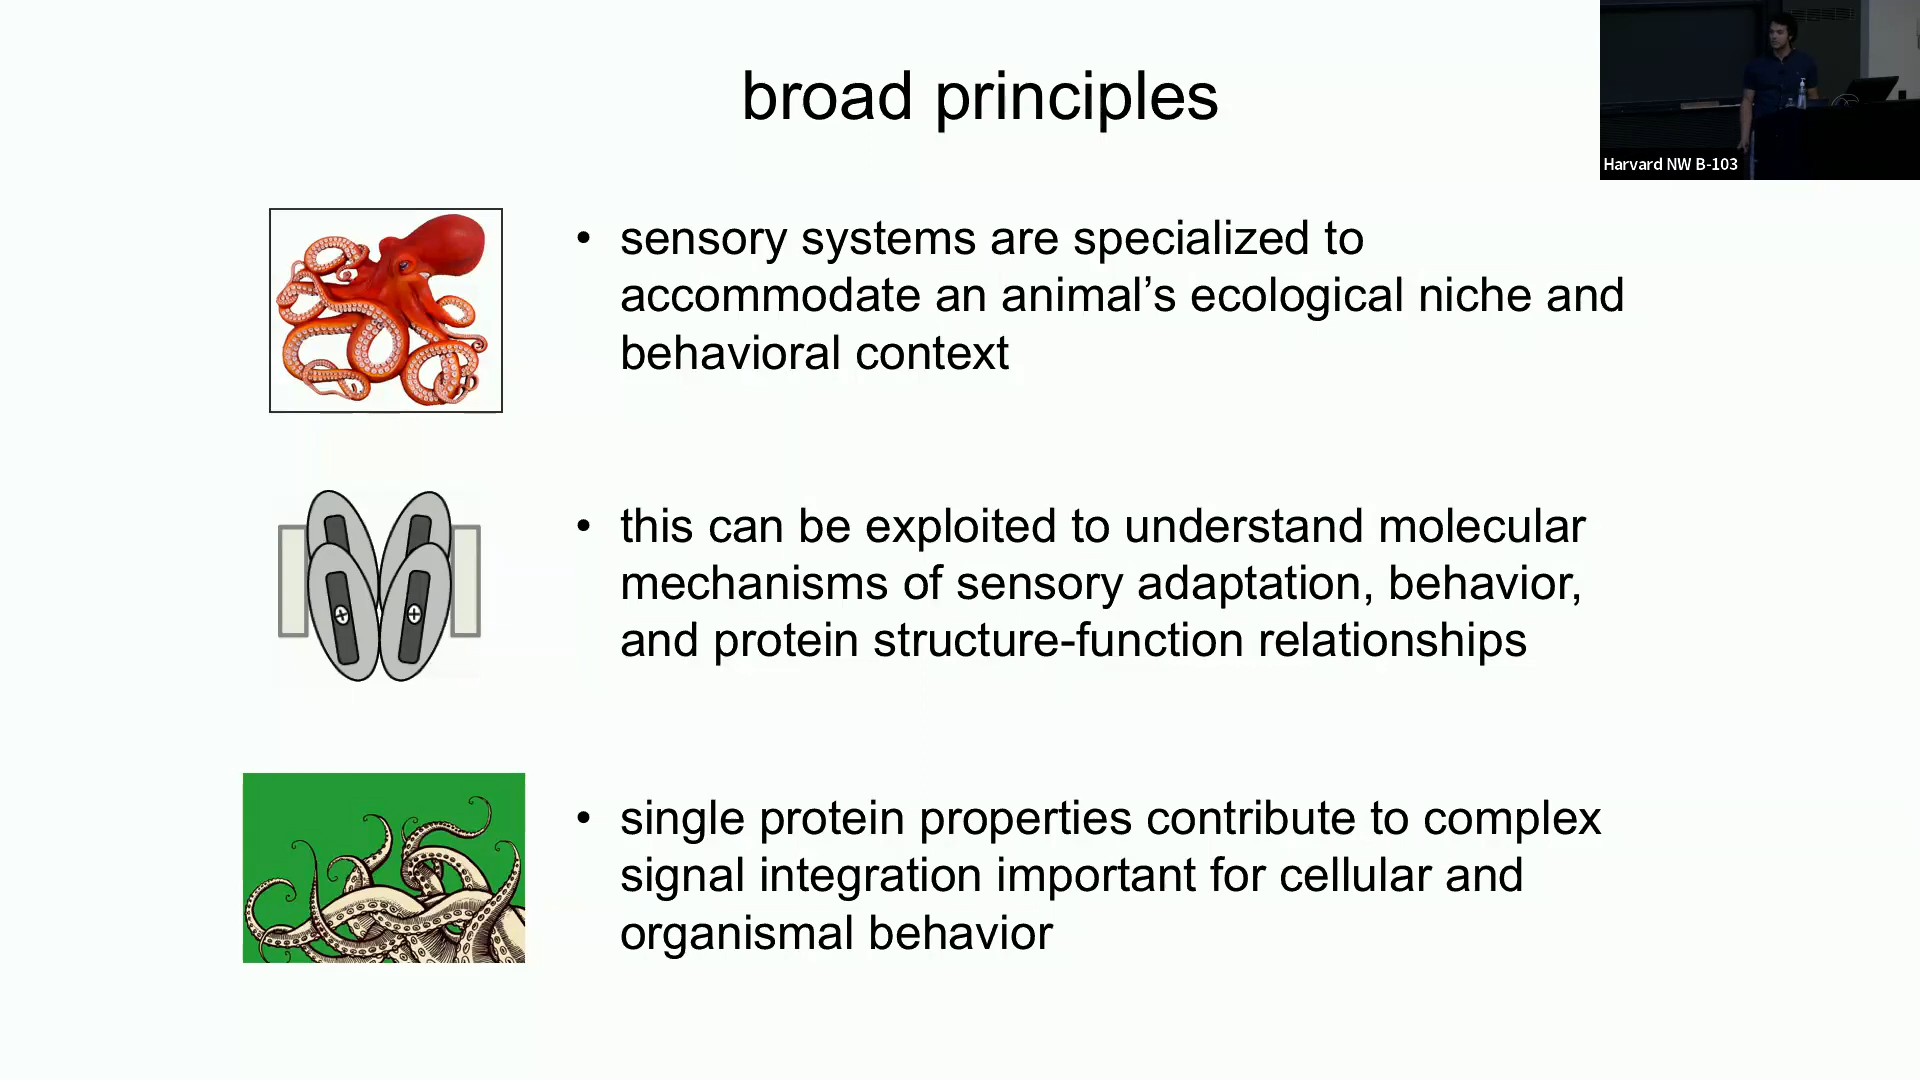 broad principles
Harvard NW B-103
• sensory systems are specialized to
accommodate an animal’s ecological niche and
behavioral context
• this can be exploited to understand molecular
mechanisms of sensory adaptation, behavior,
and protein structure-function relationships
• single protein properties contribute to complex
signal integration important for cellular and
organismal behavior